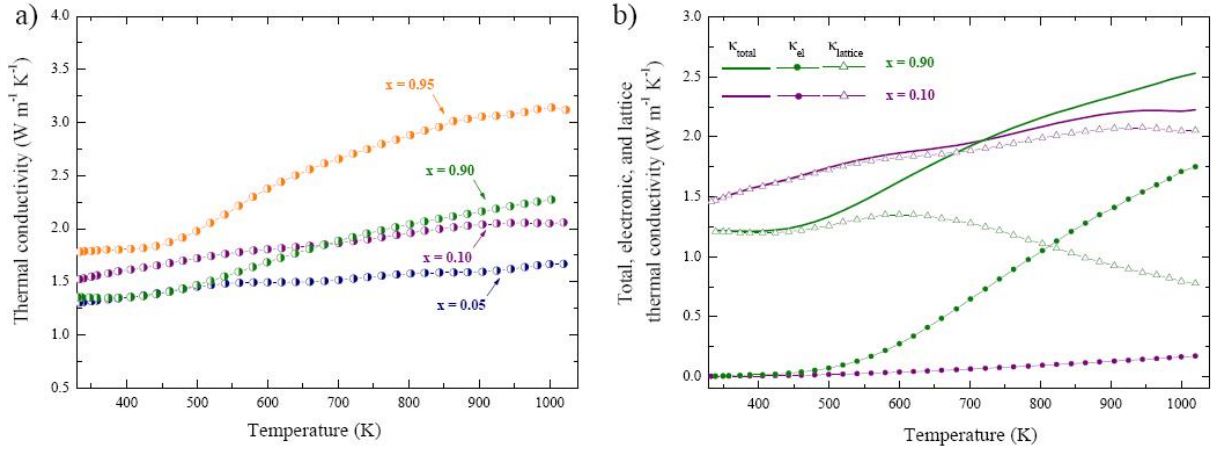 a)
4.0
3.5
3.0
2.5
2.0
1.5
1.0
0.5
Thermal conductivity (W m⁻¹ K⁻¹)
x = 0.95
x = 0.90
x = 0.10
x = 0.05
400 500 600 700 800 900 1000
Temperature (K)
b)
3.0
2.5
2.0
1.5
1.0
0.5
0.0
Total, electronic, and lattice
thermal conductivity (W m⁻¹ K⁻¹)
κtotal κel κlattice
x = 0.90
x = 0.10
400 500 600 700 800 900 1000
Temperature (K)